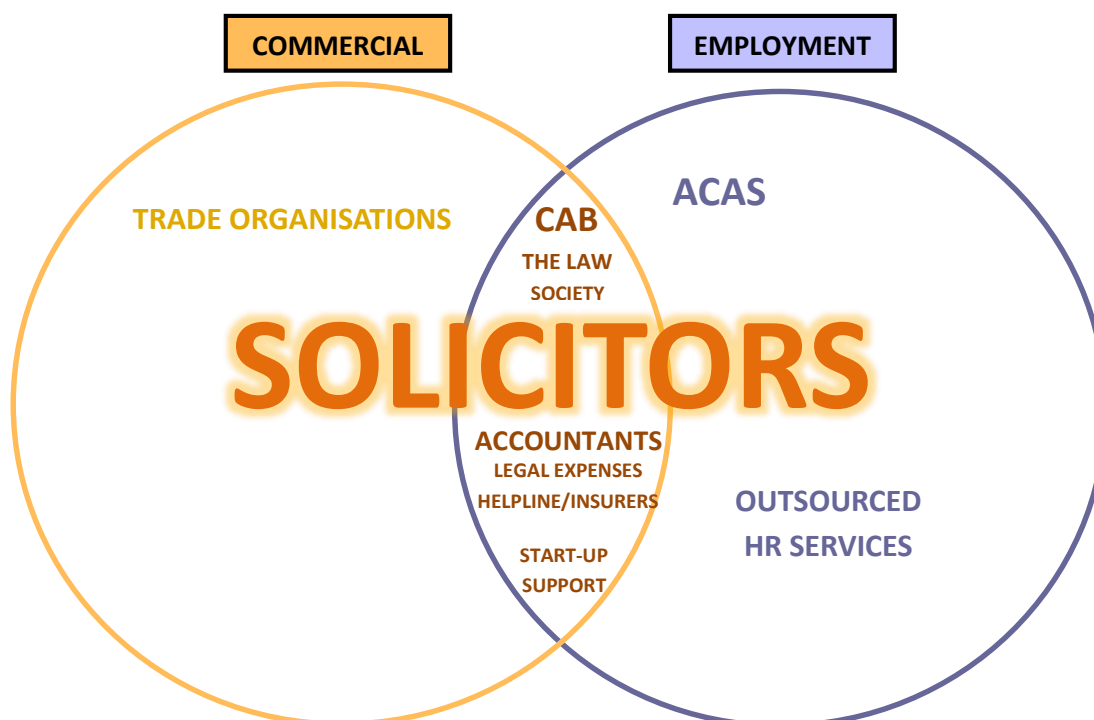 COMMERCIAL
EMPLOYMENT
TRADE ORGANISATIONS
ACAS
CAB
THE LAW
SOCIETY
SOLICITORS
ACCOUNTANTS
LEGAL EXPENSES
HELPLINE/INSURERS
OUTSOURCED
HR SERVICES
START-UP
SUPPORT